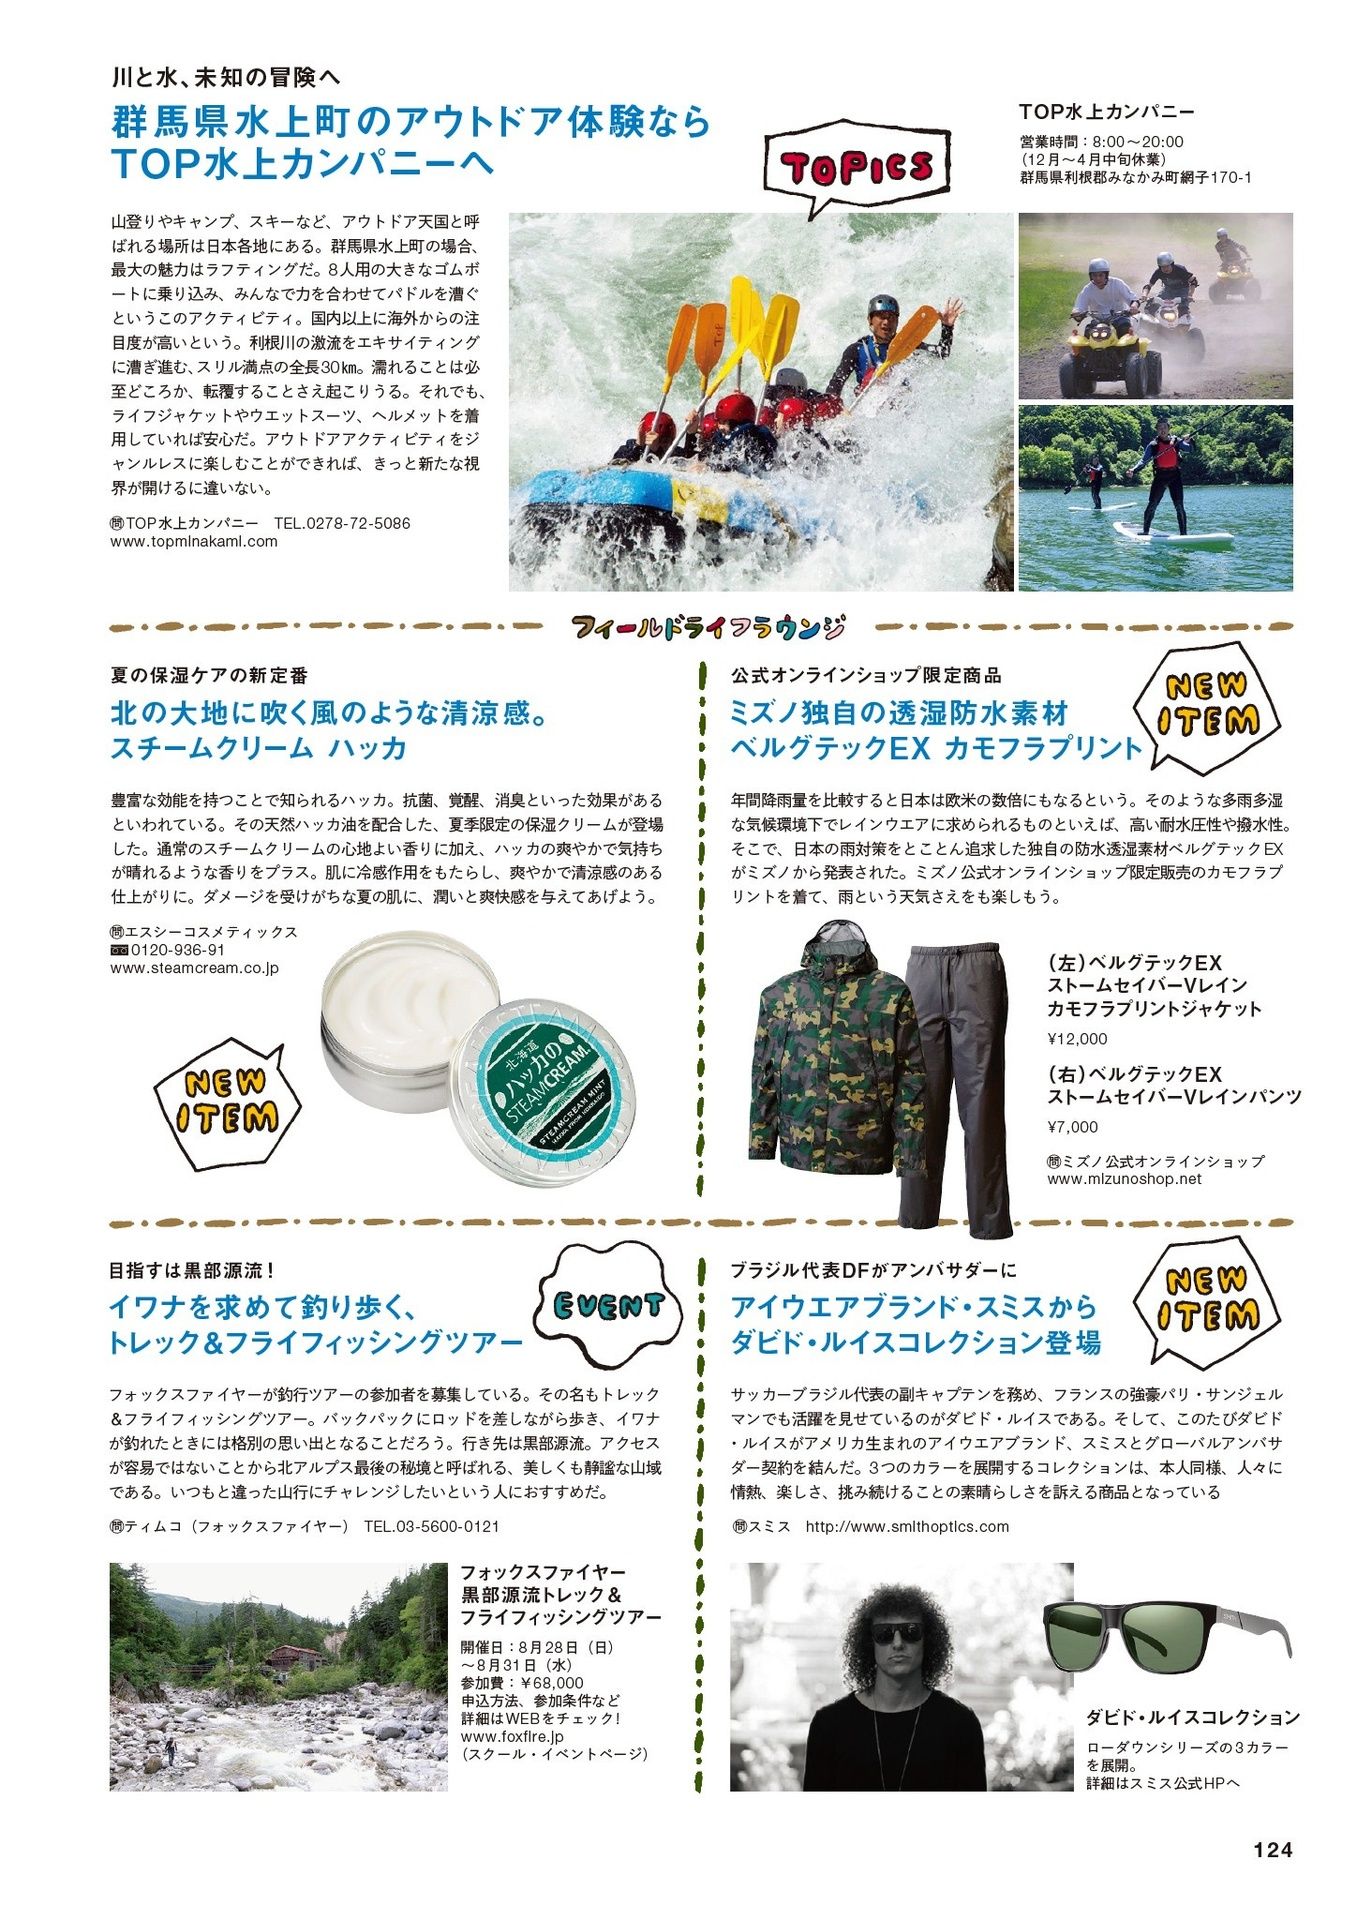 川と水、未知の冒険へ
群馬県水上町のアウトドア体験なら
TOP水上カンパニーへ
TOPICS
TOP水上カンパニー
営業時間：8:00〜20:00
（12月〜4月中旬休業）
群馬県利根郡みなかみ町網子170-1
山登りやキャンプ、スキーなど、アウトドア天国と呼
ばれる場所は日本各地にある。群馬県水上町の場合、
最大の魅力はラフティングだ。8人用の大きなゴムボ
ートに乗り込み、みんなで力を合わせてパドルを漕ぐ
というこのアクティビティ。国内以上に海外からの注
目度が高いという。利根川の激流をエキサイティング
に漕ぎ進む、スリル満点の全長30㎞。濡れることは必
至どころか、転覆することさえ起こりうる。それでも、
ライフジャケットやウエットスーツ、ヘルメットを着
用していれば安心だ。アウトドアアクティビティをジ
ャンルレスに楽しむことができれば、きっと新たな視
界が開けるに違いない。
㉄TOP水上カンパニー　TEL.0278-72-5086
www.topmInakamI.com
フィールドライフラウンジ
夏の保湿ケアの新定番
北の大地に吹く風のような清涼感。
スチームクリーム ハッカ
豊富な効能を持つことで知られるハッカ。抗菌、覚醒、消臭といった効果がある
といわれている。その天然ハッカ油を配合した、夏季限定の保湿クリームが登場
した。通常のスチームクリームの心地よい香りに加え、ハッカの爽やかで気持ち
が晴れるような香りをプラス。肌に冷感作用をもたらし、爽やかで清涼感のある
仕上がりに。ダメージを受けがちな夏の肌に、潤いと爽快感を与えてあげよう。
㉄エスシーコスメティックス
0120-936-91
www.steamcream.co.jp
NEW
ITEM
北海道
ハッカの
STEAMCREAM.
STEAMCREAM MINT
HAKKA FROM HOKKAIDO
公式オンラインショップ限定商品
ミズノ独自の透湿防水素材
ベルグテックEX カモフラプリント
NEW
ITEM
年間降雨量を比較すると日本は欧米の数倍にもなるという。そのような多雨多湿
な気候環境下でレインウエアに求められるものといえば、高い耐水圧性や撥水性。
そこで、日本の雨対策をとことん追求した独自の防水透湿素材ベルグテックEX
がミズノから発表された。ミズノ公式オンラインショップ限定販売のカモフラプ
リントを着て、雨という天気さえをも楽しもう。
（左）ベルグテックEX
ストームセイバーVレイン
カモフラプリントジャケット
¥12,000
（右）ベルグテックEX
ストームセイバーVレインパンツ
¥7,000
㉄ミズノ公式オンラインショップ
www.mIzunoshop.net
目指すは黒部源流！
イワナを求めて釣り歩く、
トレック＆フライフィッシングツアー
EVENT
フォックスファイヤーが釣行ツアーの参加者を募集している。その名もトレック
＆フライフィッシングツアー。バックパックにロッドを差しながら歩き、イワナ
が釣れたときには格別の思い出となることだろう。行き先は黒部源流。アクセス
が容易ではないことから北アルプス最後の秘境と呼ばれる、美しくも静謐な山域
である。いつもと違った山行にチャレンジしたいという人におすすめだ。
㉄ティムコ（フォックスファイヤー）　TEL.03-5600-0121
フォックスファイヤー
黒部源流トレック＆
フライフィッシングツアー
開催日：8月28日（日）
〜8月31日（水）
参加費：¥68,000
申込方法、参加条件など
詳細はWEBをチェック！
www.foxfIre.jp
（スクール・イベントページ）
ブラジル代表DFがアンバサダーに
アイウエアブランド・スミスから
ダビド・ルイスコレクション登場
NEW
ITEM
サッカーブラジル代表の副キャプテンを務め、フランスの強豪パリ・サンジェル
マンでも活躍を見せているのがダビド・ルイスである。そして、このたびダビド
・ルイスがアメリカ生まれのアイウエアブランド、スミスとグローバルアンバサ
ダー契約を結んだ。3つのカラーを展開するコレクションは、本人同様、人々に
情熱、楽しさ、挑み続けることの素晴らしさを訴える商品となっている
㉄スミス　http://www.smIthoptIcs.com
ダビド・ルイスコレクション
ローダウンシリーズの3カラー
を展開。
詳細はスミス公式HPへ
124